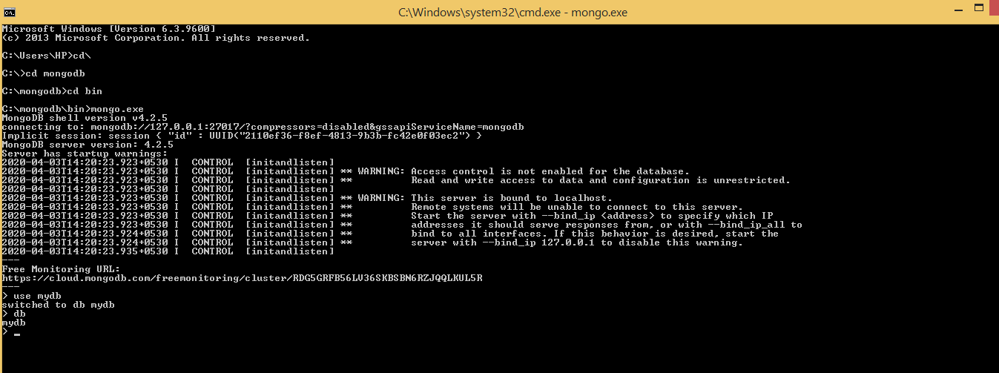 C:\Windows\system32\cmd.exe - mongo.exe
Microsoft Windows [Version 6.3.9600]
(c) 2013 Microsoft Corporation. All rights reserved.
C:\Users\HP>cd\
C:\>cd mongodb
C:\mongodb>cd bin
C:\mongodb\bin>mongo.exe
MongoDB shell version v4.2.5
connecting to: mongodb://127.0.0.1:27017/?compressors=disabled&gssapiServiceName=mongodb
Implicit session: session { "id" : UUID("2110ef36-f8ef-4813-9b3b-fc42e0f03ec2") }
MongoDB server version: 4.2.5
Server has startup warnings:
2020-04-03T14:20:23.923+0530 I  CONTROL  [initandlisten]
2020-04-03T14:20:23.923+0530 I  CONTROL  [initandlisten] ** WARNING: Access control is not enabled for the database.
2020-04-03T14:20:23.923+0530 I  CONTROL  [initandlisten] **          Read and write access to data and configuration is unrestricted.
2020-04-03T14:20:23.923+0530 I  CONTROL  [initandlisten]
2020-04-03T14:20:23.923+0530 I  CONTROL  [initandlisten] ** WARNING: This server is bound to localhost.
2020-04-03T14:20:23.923+0530 I  CONTROL  [initandlisten] **          Remote systems will be unable to connect to this server.
2020-04-03T14:20:23.923+0530 I  CONTROL  [initandlisten] **          Start the server with --bind_ip <address> to specify which IP
2020-04-03T14:20:23.923+0530 I  CONTROL  [initandlisten] **          addresses it should serve responses from, or with --bind_ip_all to
2020-04-03T14:20:23.924+0530 I  CONTROL  [initandlisten] **          bind to all interfaces. If this behavior is desired, start the
2020-04-03T14:20:23.924+0530 I  CONTROL  [initandlisten] **          server with --bind_ip 127.0.0.1 to disable this warning.
2020-04-03T14:20:23.935+0530 I  CONTROL  [initandlisten]
---
Free Monitoring URL:
https://cloud.mongodb.com/freemonitoring/cluster/RDG5GRFB56LV36SKBSBN6RZJQQLKUL5R
---
> use mydb
switched to db mydb
> db
mydb
>